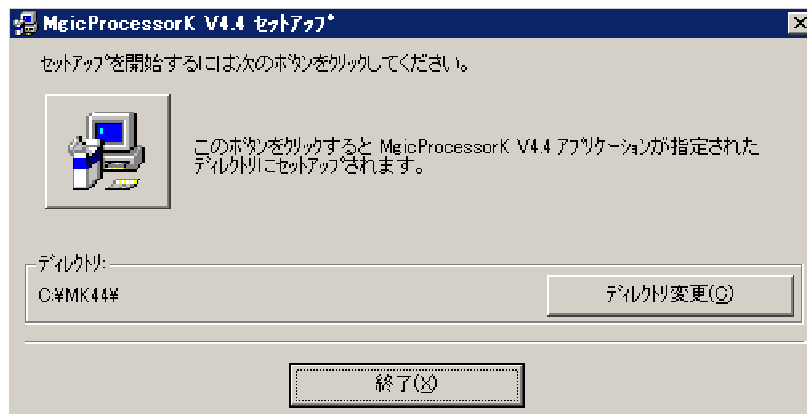 MgicProcessorK V4.4 ｾｯﾄｱｯﾌﾟ
ｾｯﾄｱｯﾌﾟを開始するには次のﾎﾞﾀﾝをｸﾘｯｸしてください。
このﾎﾞﾀﾝをｸﾘｯｸすると MgicProcessorK V4.4 ｱﾌﾟﾘｹｰｼｮﾝが指定された
ﾃﾞｨﾚｸﾄﾘにｾｯﾄｱｯﾌﾟされます。
ﾃﾞｨﾚｸﾄﾘ:
C:¥MK44¥
ﾃﾞｨﾚｸﾄﾘ変更(C)
終了(X)